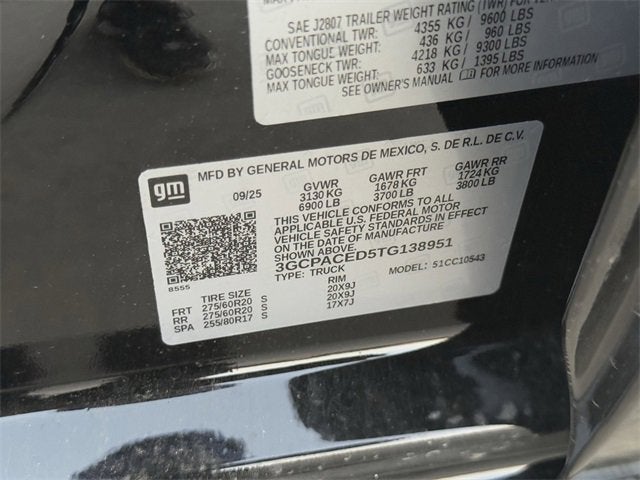 SAE J2807 TRAILER WEIGHT RATING (TWR) FOR
CONVENTIONAL TWR: 4355 KG / 9600 LBS
MAX TONGUE WEIGHT: 436 KG / 960 LBS
GOOSENECK TWR: 4218 KG / 9300 LBS
MAX TONGUE WEIGHT: 633 KG / 1395 LBS
SEE OWNER'S MANUAL gm FOR MORE INFORMATION
gm
MFD BY GENERAL MOTORS DE MEXICO, S. DE R.L. DE C.V.
09/25 GVWR GAWR FRT GAWR RR
3130 KG 1678 KG 1724 KG
6900 LB 3700 LB 3800 LB
THIS VEHICLE CONFORMS TO ALL
APPLICABLE U.S. FEDERAL MOTOR
VEHICLE SAFETY STANDARDS IN EFFECT
ON THE DATE OF MANUFACTURE SHOWN ABOVE.
3GCPACED5TG138951
TYPE: TRUCK MODEL: 51CC10543
8555
TIRE SIZE RIM
FRT 275/60R20 S 20X9J
RR 275/60R20 S 20X9J
SPA 255/80R17 S 17X7J